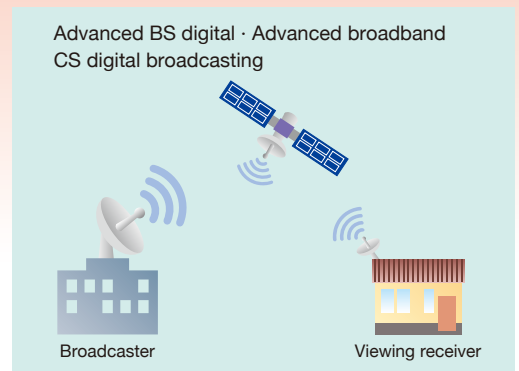 Advanced BS digital · Advanced broadband
CS digital broadcasting
Broadcaster
Viewing receiver